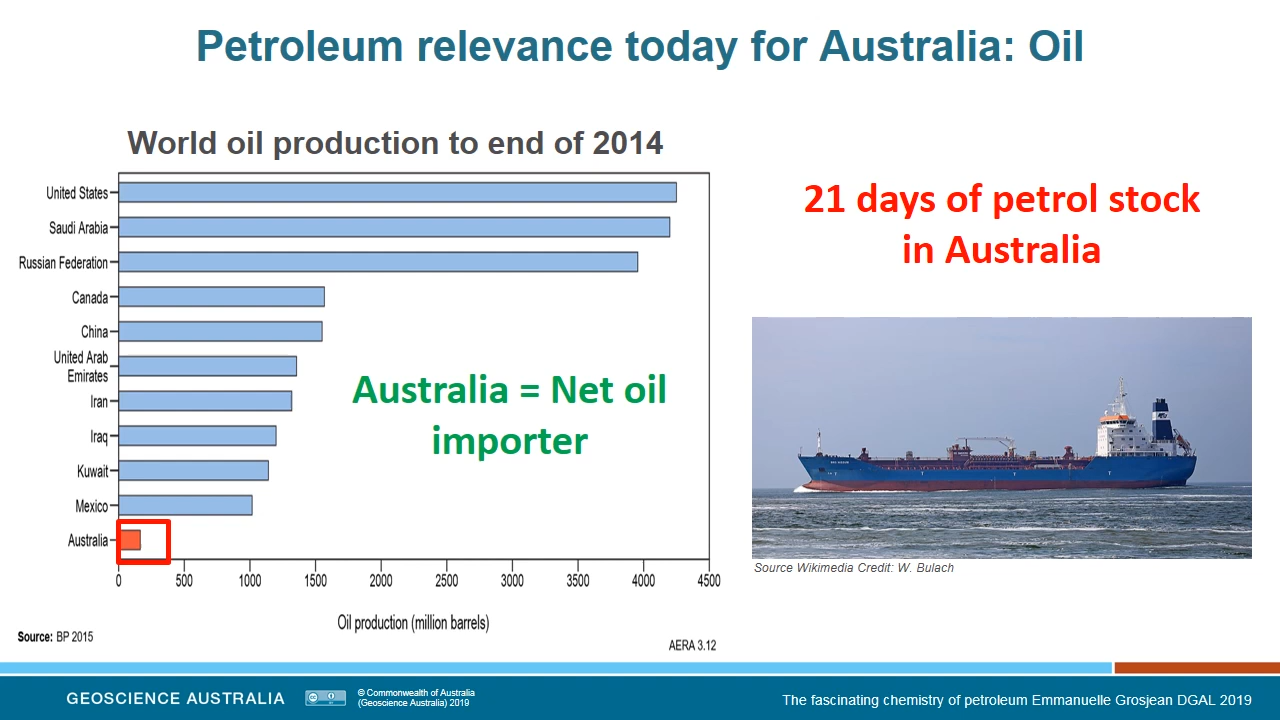 Petroleum relevance today for Australia: Oil
World oil production to end of 2014
United States
Saudi Arabia
Russian Federation
Canada
China
United Arab
Emirates
Iran
Iraq
Kuwait
Mexico
Australia
0 500 1000 1500 2000 2500 3000 3500 4000 4500
Oil production (million barrels)
Source: BP 2015
AERA 3.12
Australia = Net oil
importer
21 days of petrol stock
in Australia
Source Wikimedia Credit: W. Bulach
GEOSCIENCE AUSTRALIA
© Commonwealth of Australia
(Geoscience Australia) 2019
The fascinating chemistry of petroleum Emmanuelle Grosjean DGAL 2019